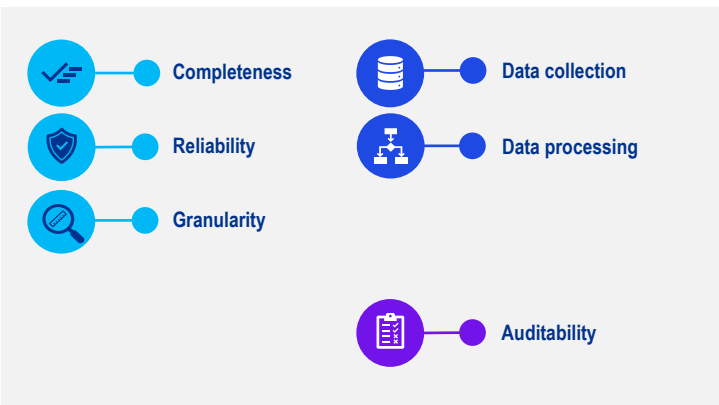 Completeness
Reliability
Granularity
Data collection
Data processing
Auditability